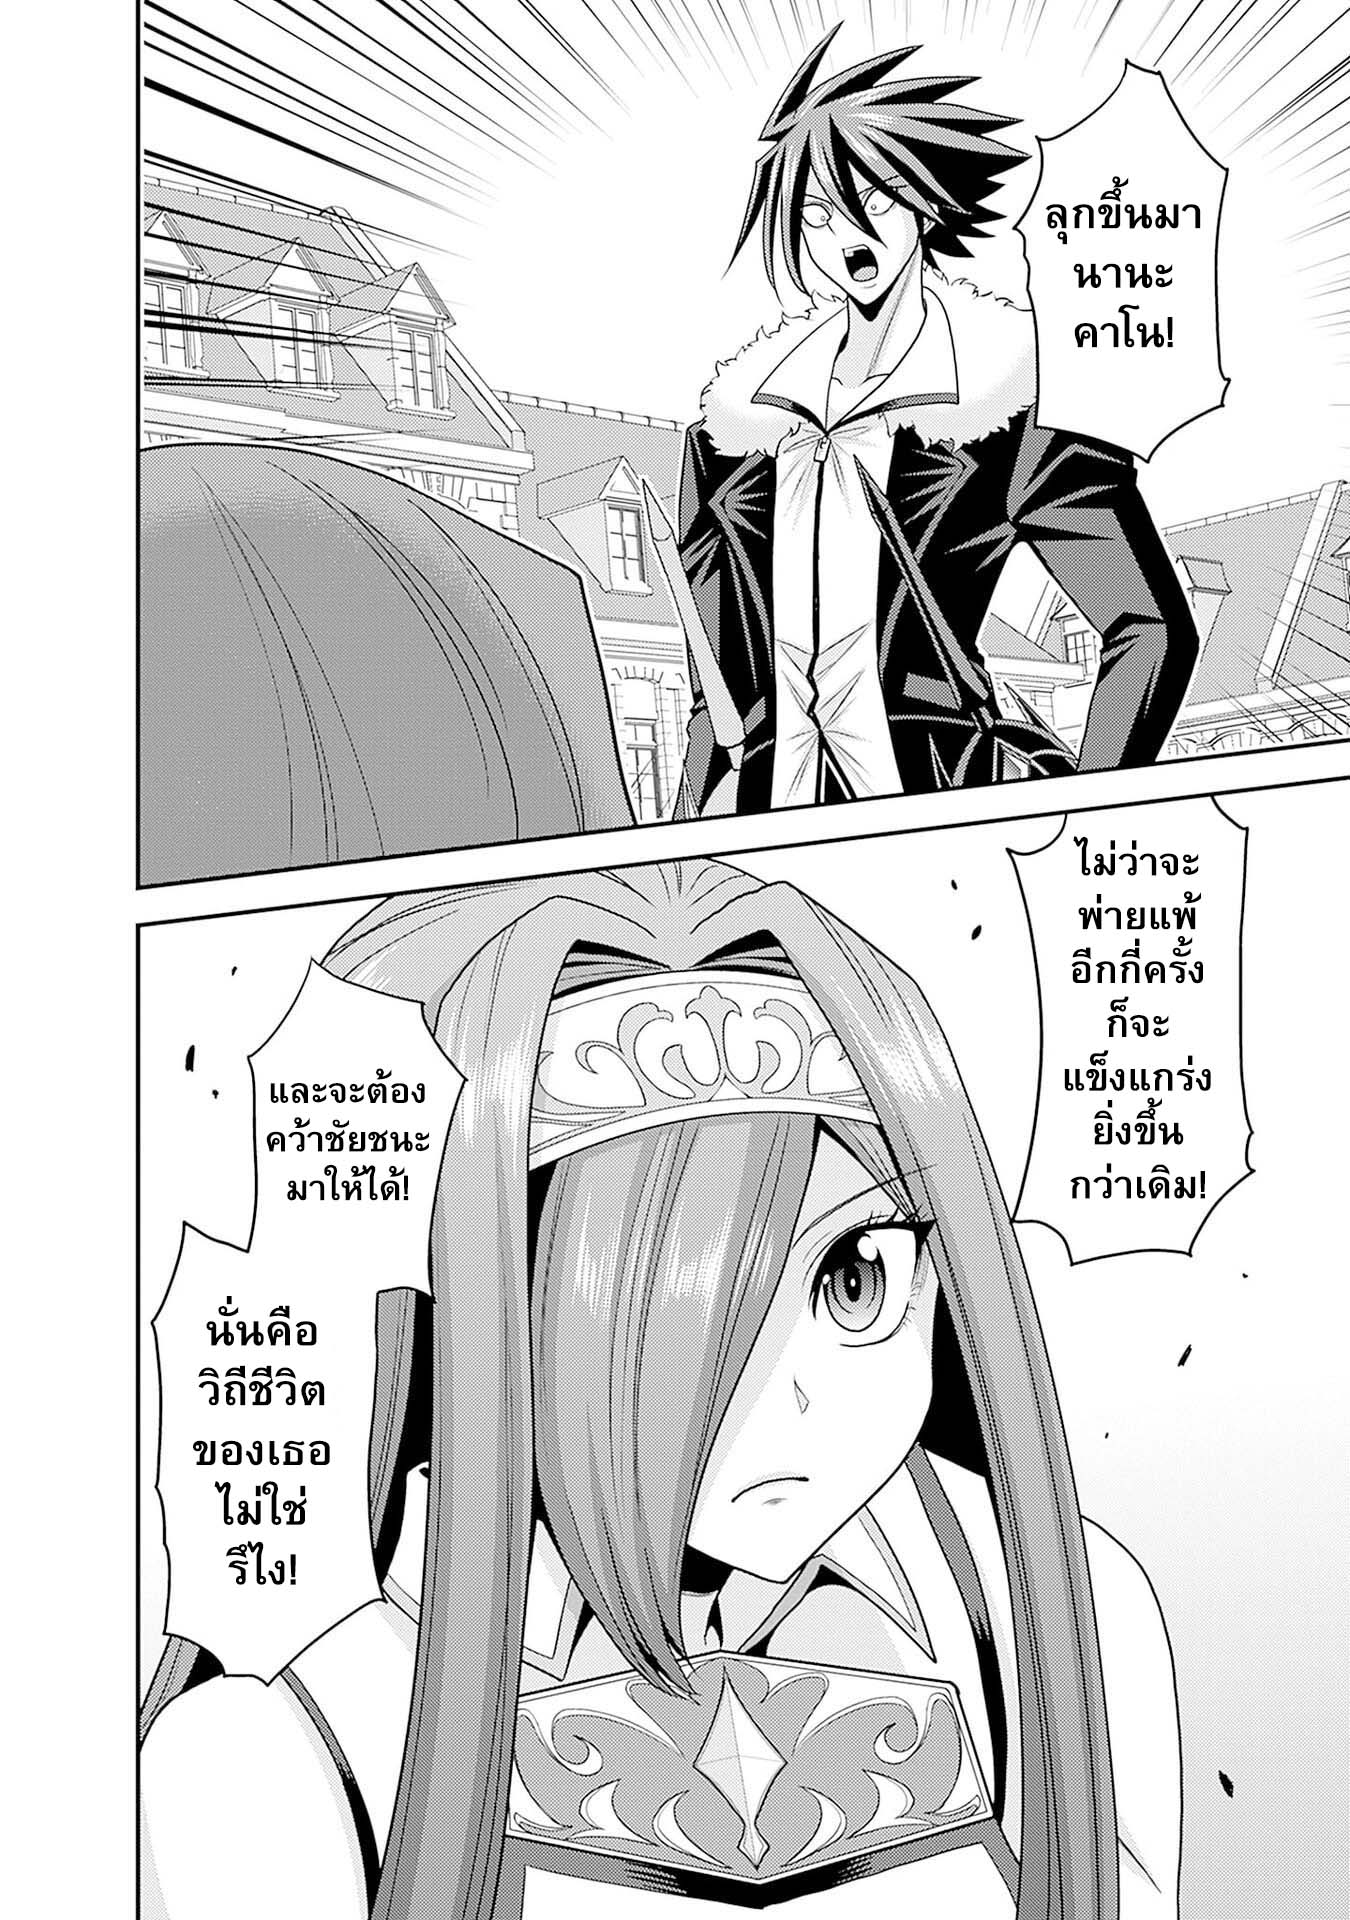 ลุกขึ้นมา
นานะ
คาโน!
ไม่ว่าจะ
พ่ายแพ้
อีกกี่ครั้ง
ก็จะ
แข็งแกร่ง
ยิ่งขึ้น
กว่าเดิม!
และจะต้อง
คว้าชัยชนะ
มาให้ได้!
นั่นคือ
วิถีชีวิต
ของเธอ
ไม่ใช่
รึไง!